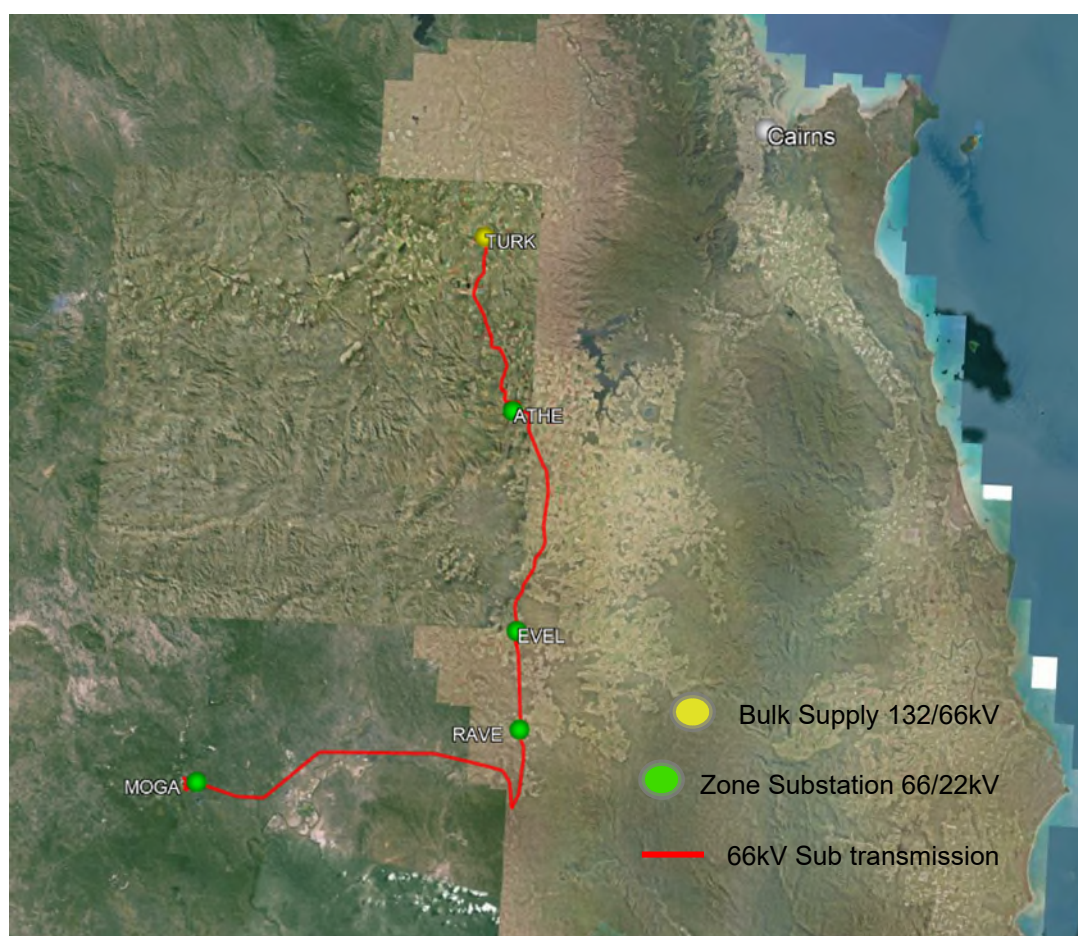 Cairns
TURK
ATHE
EVEL
RAVE
MOGA
Bulk Supply 132/66kV
Zone Substation 66/22kV
66kV Sub transmission